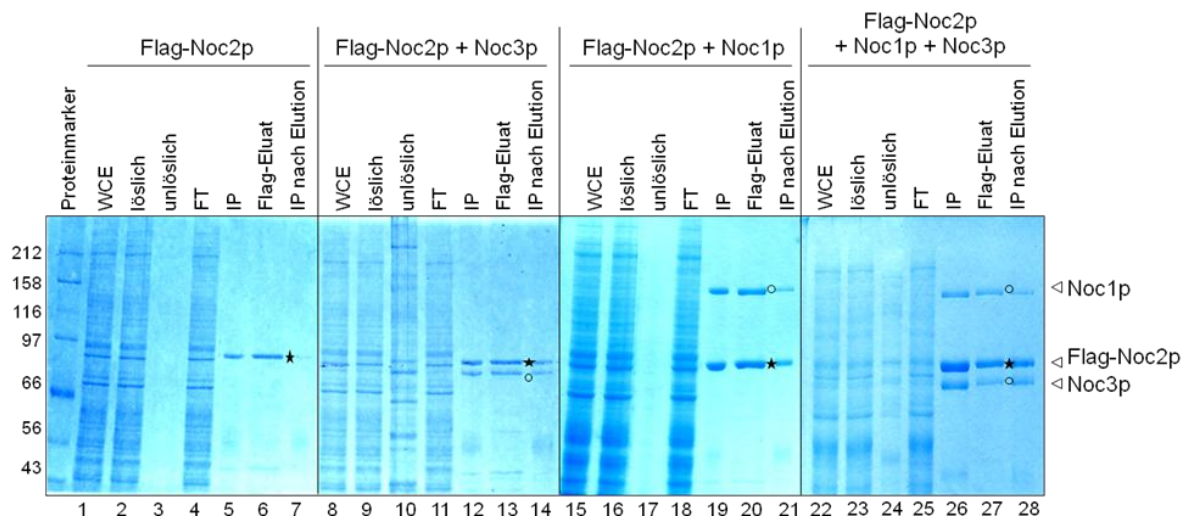 Flag-Noc2p
Flag-Noc2p + Noc3p
Flag-Noc2p + Noc1p
Flag-Noc2p
+ Noc1p + Noc3p
Proteinmarker
WCE
löslich
unlöslich
FT
IP
Flag-Eluat
IP nach Elution
WCE
löslich
unlöslich
FT
IP
Flag-Eluat
IP nach Elution
WCE
löslich
unlöslich
FT
IP
Flag-Eluat
IP nach Elution
WCE
löslich
unlöslich
FT
IP
Flag-Eluat
IP nach Elution
212
158
116
97
66
56
43
Noc1p
Flag-Noc2p
Noc3p
1 2 3 4 5 6 7 8 9 10 11 12 13 14 15 16 17 18 19 20 21 22 23 24 25 26 27 28